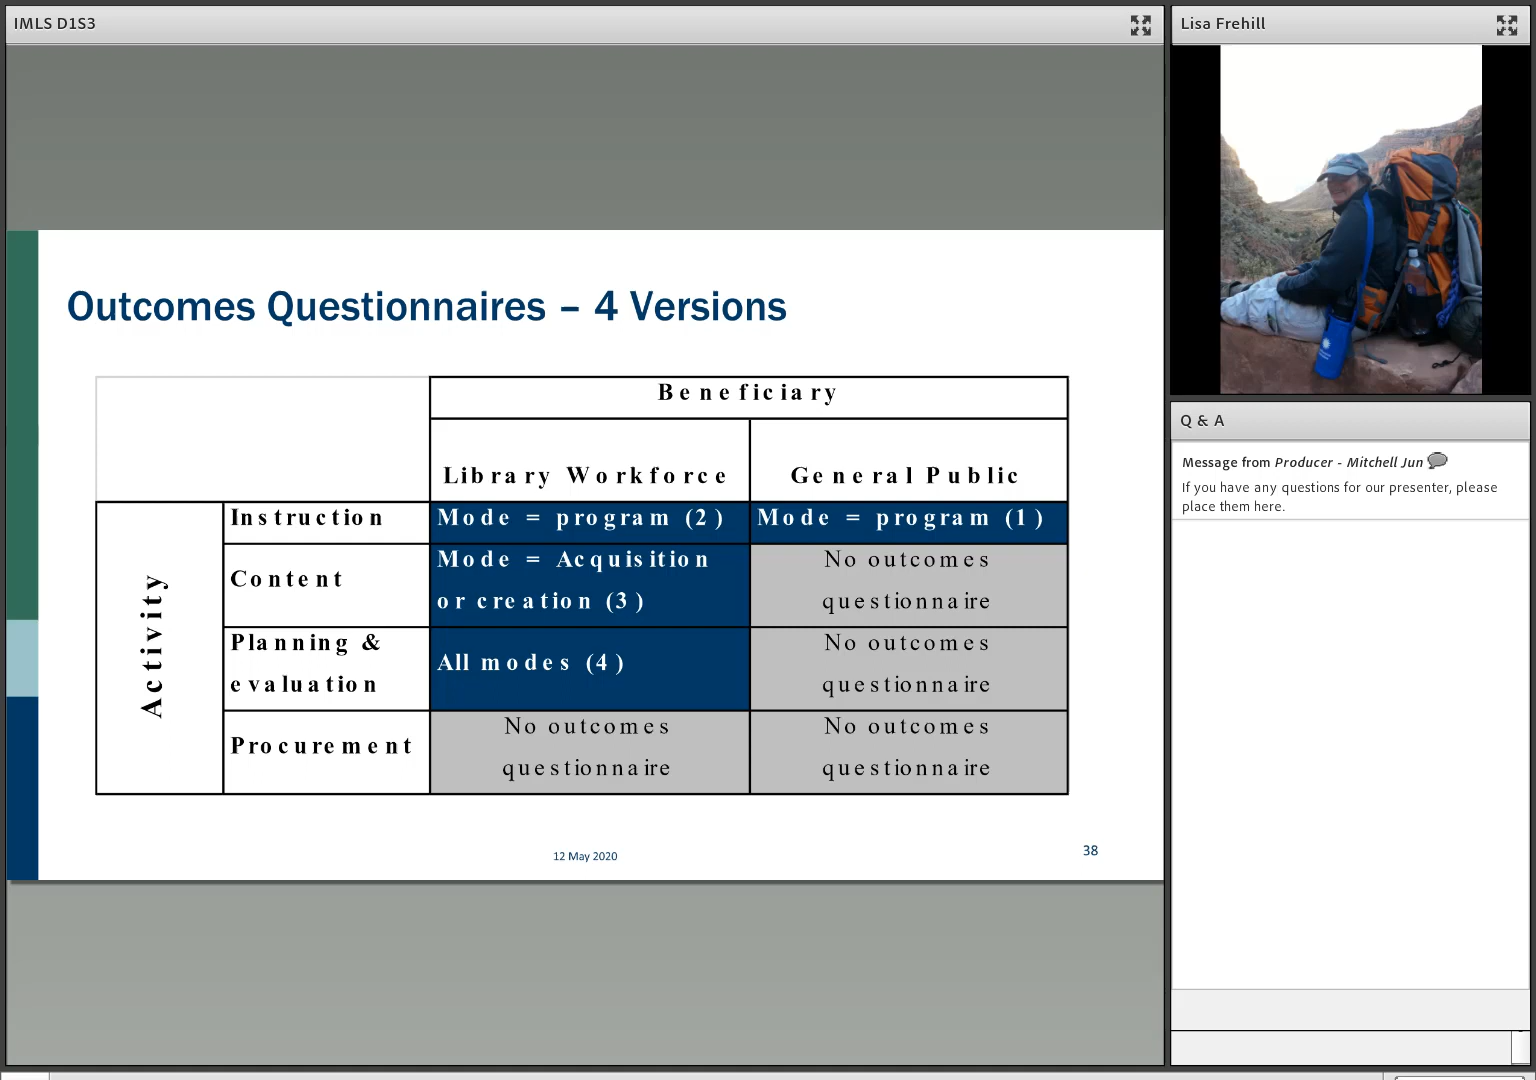 IMLS D1S3
Outcomes Questionnaires – 4 Versions
Beneficiary
Library Workforce
General Public
Activity
Instruction
Mode = program (2)
Mode = program (1)
Content
Mode = Acquisition
or creation (3)
No outcomes
questionnaire
Planning &
evaluation
All modes (4)
No outcomes
questionnaire
Procurement
No outcomes
questionnaire
No outcomes
questionnaire
12 May 2020
38
Lisa Frehill
Q & A
Message from Producer - Mitchell Jun
If you have any questions for our presenter, please
place them here.